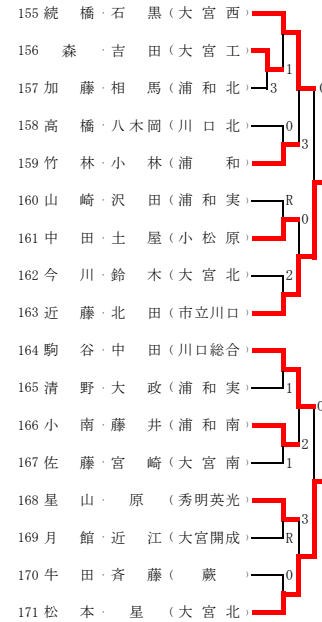 155 続 橋・石 黒（大 宮 西）
156 森 ・吉 田（大 宮 工）
1
157 加 藤・相 馬（浦 和 北）
3
0
158 高 橋・八木岡（川 口 北）
0
3
159 竹 林・小 林（浦 和）
160 山 崎・沢 田（浦 和 実）
R
0
161 中 田・土 屋（小 松 原）
162 今 川・鈴 木（大 宮 北）
2
163 近 藤・北 田（市立川口）
164 駒 谷・中 田（川口総合）
165 清 野・大 政（浦 和 実）
1
0
166 小 南・藤 井（浦 和 南）
2
167 佐 藤・宮 崎（大 宮 南）
1
168 星 山・ 原 （秀明英光）
3
169 月 館・近 江（大宮開成）
R
170 牛 田・斉 藤（ 蕨 ）
0
171 松 本・ 星 （大 宮 北）